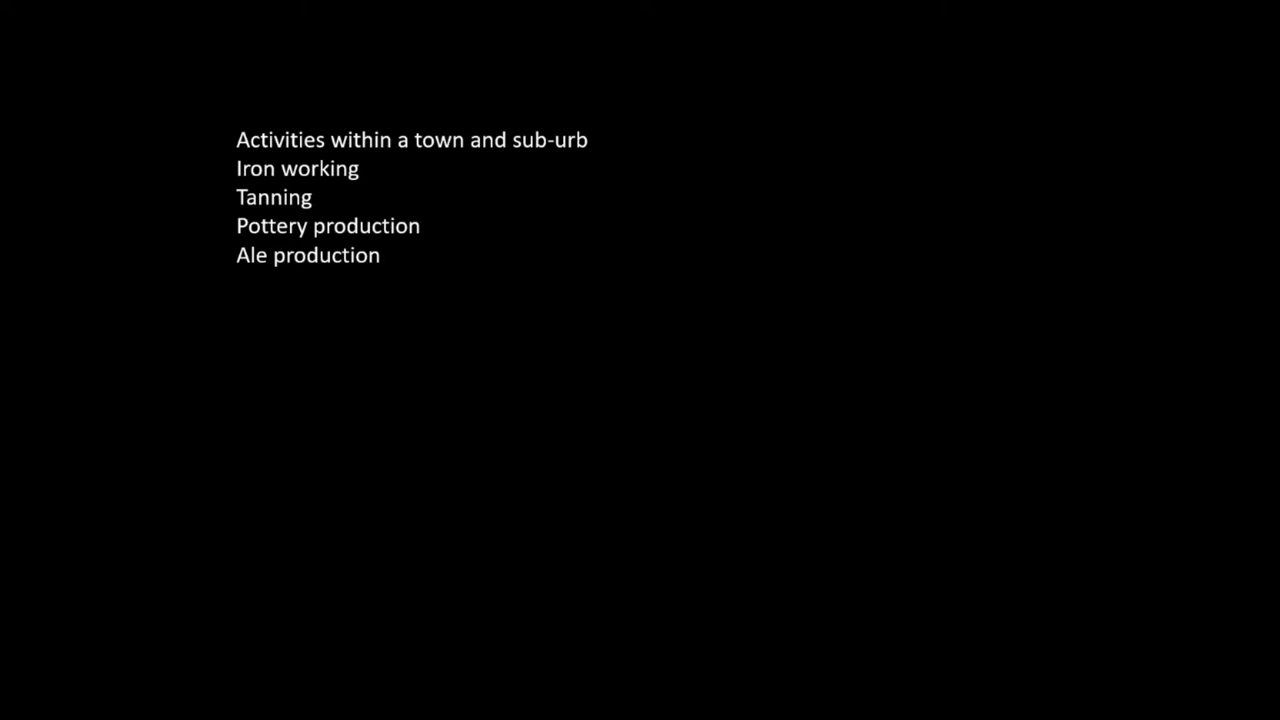 Activities within a town and sub-urb
Iron working
Tanning
Pottery production
Ale production